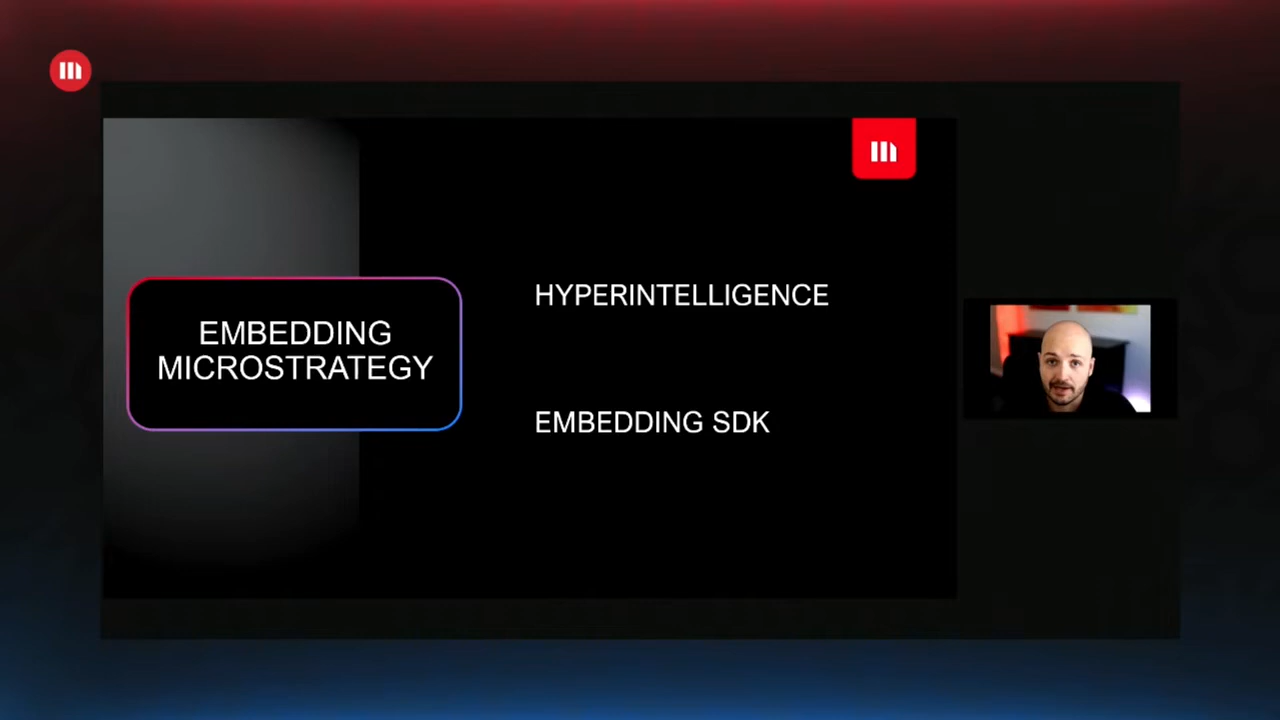 EMBEDDING
MICROSTRATEGY
HYPERINTELLIGENCE
EMBEDDING SDK